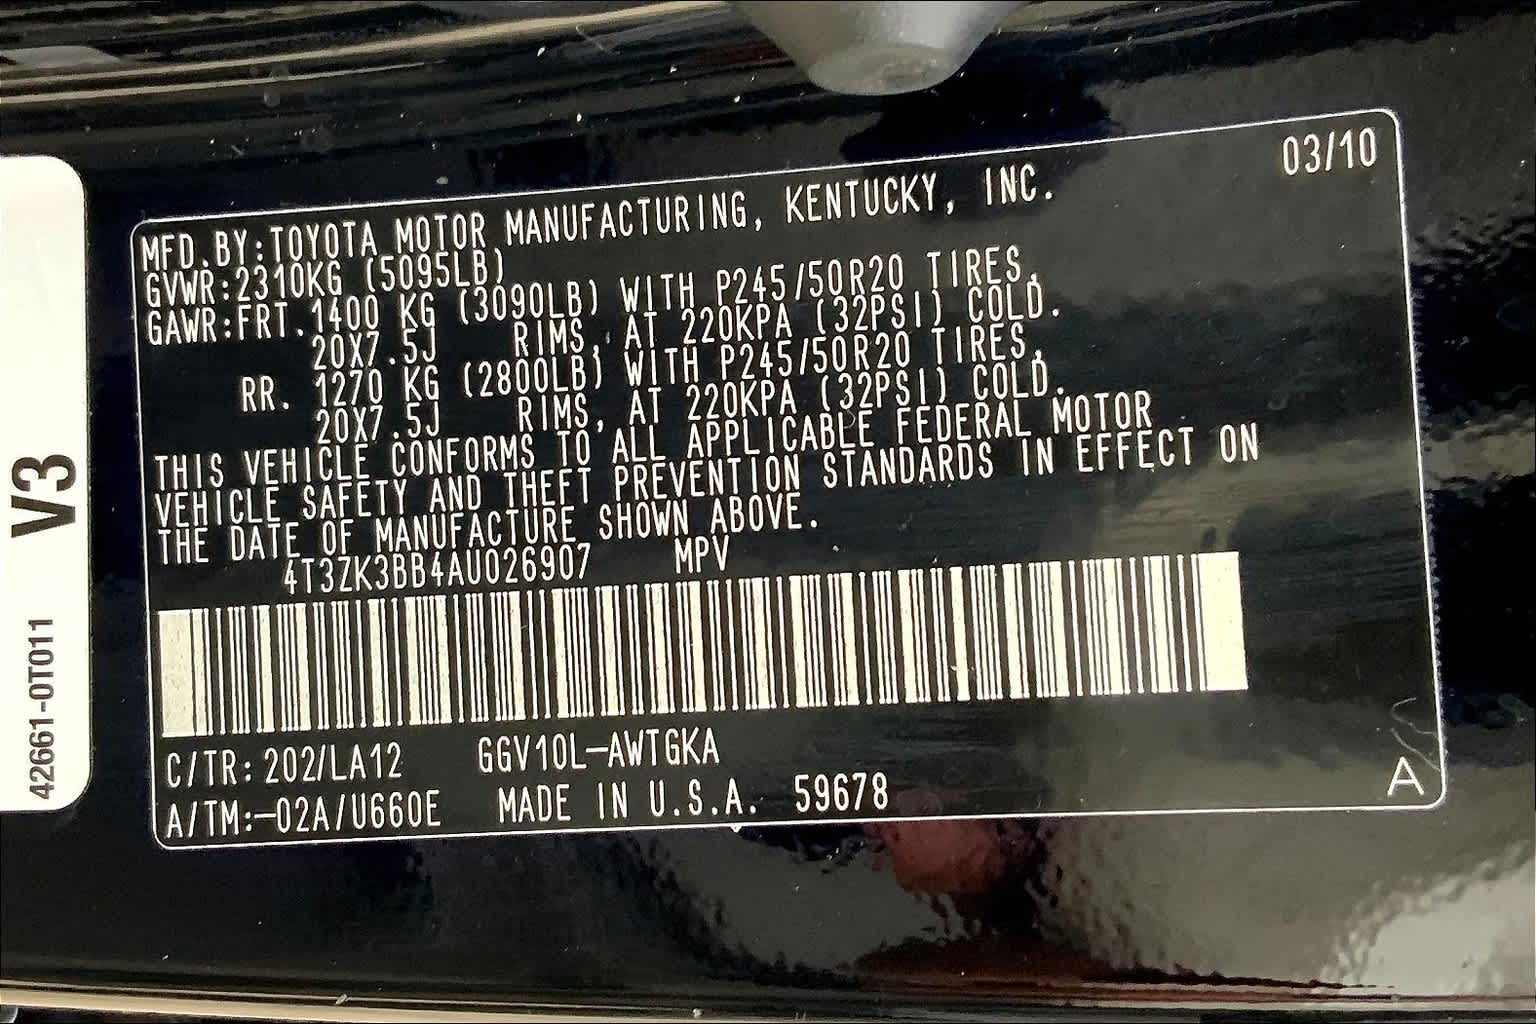 03/10
MFD.BY:TOYOTA MOTOR MANUFACTURING, KENTUCKY, INC.
GVWR:2310KG (5095LB)
GAWR:FRT.1400 KG (3090LB) WITH P245/50R20 TIRES,
20X7.5J RIMS, AT 220KPA (32PSI) COLD.
RR. 1270 KG (2800LB) WITH P245/50R20 TIRES,
20X7.5J RIMS, AT 220KPA (32PSI) COLD.
THIS VEHICLE CONFORMS TO ALL APPLICABLE FEDERAL MOTOR
VEHICLE SAFETY AND THEFT PREVENTION STANDARDS IN EFFECT ON
THE DATE OF MANUFACTURE SHOWN ABOVE.
4T3ZK3BB4AU026907 MPV
C/TR:202/LA12 GGV10L-AWTGKA
A/TM:-02A/U660E MADE IN U.S.A. 59678
A
V3
42661-0T011